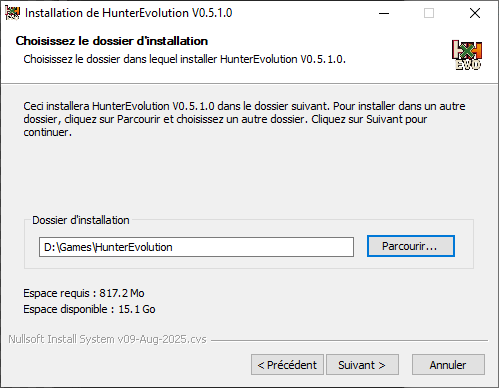 Installation de HunterEvolution V0.5.1.0
Choisissez le dossier d'installation
Choisissez le dossier dans lequel installer HunterEvolution V0.5.1.0.
HXH
EVO
Ceci installera HunterEvolution V0.5.1.0 dans le dossier suivant. Pour installer dans un autre
dossier, cliquez sur Parcourir et choisissez un autre dossier. Cliquez sur Suivant pour
continuer.
Dossier d'installation
D:\Games\HunterEvolution
Parcourir...
Espace requis : 817.2 Mo
Espace disponible : 15.1 Go
Nullsoft Install System v09-Aug-2025.cvs
< Précédent
Suivant >
Annuler